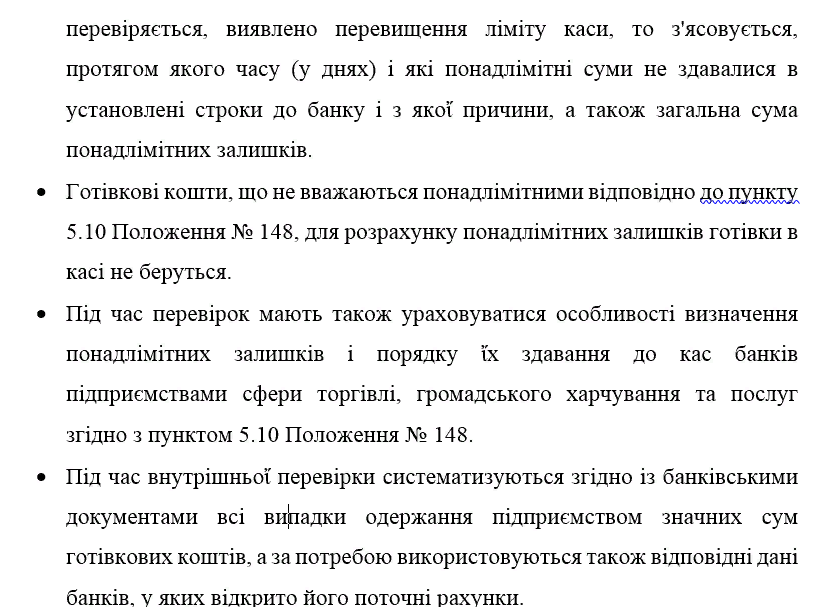 перевіряється, виявлено перевищення ліміту каси, то з'ясовується,
протягом якого часу (у днях) і які понадлімітні суми не здавалися в
установлені строки до банку і з якої причини, а також загальна сума
понадлімітних залишків.
• Готівкові кошти, що не вважаються понадлімітними відповідно до пункту
5.10 Положення № 148, для розрахунку понадлімітних залишків готівки в
касі не беруться.
• Під час перевірок мають також ураховуватися особливості визначення
понадлімітних залишків і порядку їх здавання до кас банків
підприємствами сфери торгівлі, громадського харчування та послуг
згідно з пунктом 5.10 Положення № 148.
• Під час внутрішньої перевірки систематизуються згідно із банківськими
документами всі випадки одержання підприємством значних сум
готівкових коштів, а за потребою використовуються також відповідні дані
банків, у яких відкрито його поточні рахунки.